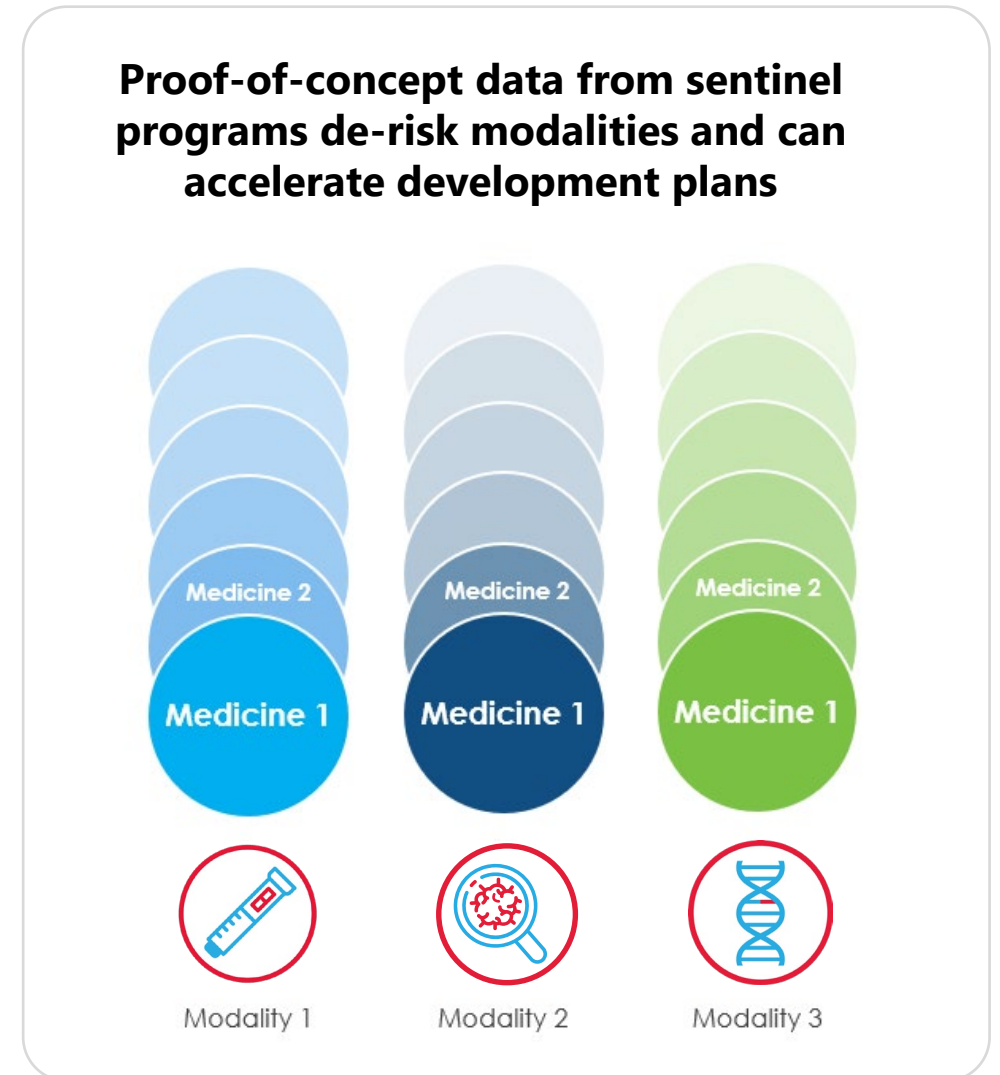 Proof-of-concept data from sentinel
programs de-risk modalities and can
accelerate development plans
Medicine 2
Medicine 2
Medicine 2
Medicine 1
Medicine 1
Medicine 1
Modality 1
Modality 2
Modality 3